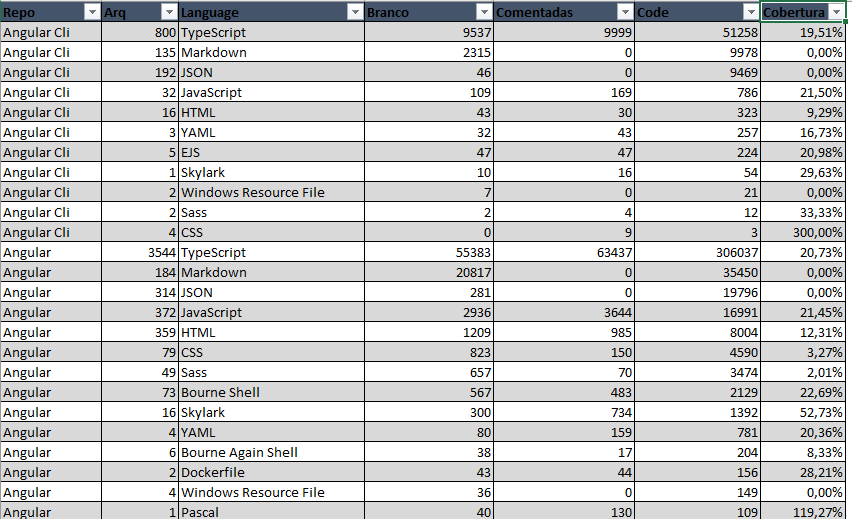 Repo Arq Language Branco Comentadas Code Cobertura
Angular Cli 800 TypeScript 9537 9999 51258 19,51%
Angular Cli 135 Markdown 2315 0 9978 0,00%
Angular Cli 192 JSON 46 0 9469 0,00%
Angular Cli 32 JavaScript 109 169 786 21,50%
Angular Cli 16 HTML 43 30 323 9,29%
Angular Cli 3 YAML 32 43 257 16,73%
Angular Cli 5 EJS 47 47 224 20,98%
Angular Cli 1 Skylark 10 16 54 29,63%
Angular Cli 2 Windows Resource File 7 0 21 0,00%
Angular Cli 2 Sass 2 4 12 33,33%
Angular Cli 4 CSS 0 9 3 300,00%
Angular 3544 TypeScript 55383 63437 306037 20,73%
Angular 184 Markdown 20817 0 35450 0,00%
Angular 314 JSON 281 0 19796 0,00%
Angular 372 JavaScript 2936 3644 16991 21,45%
Angular 359 HTML 1209 985 8004 12,31%
Angular 79 CSS 823 150 4590 3,27%
Angular 49 Sass 657 70 3474 2,01%
Angular 73 Bourne Shell 567 483 2129 22,69%
Angular 16 Skylark 300 734 1392 52,73%
Angular 4 YAML 80 159 781 20,36%
Angular 6 Bourne Again Shell 38 17 204 8,33%
Angular 2 Dockerfile 43 44 156 28,21%
Angular 4 Windows Resource File 36 0 149 0,00%
Angular 1 Pascal 40 130 109 119,27%